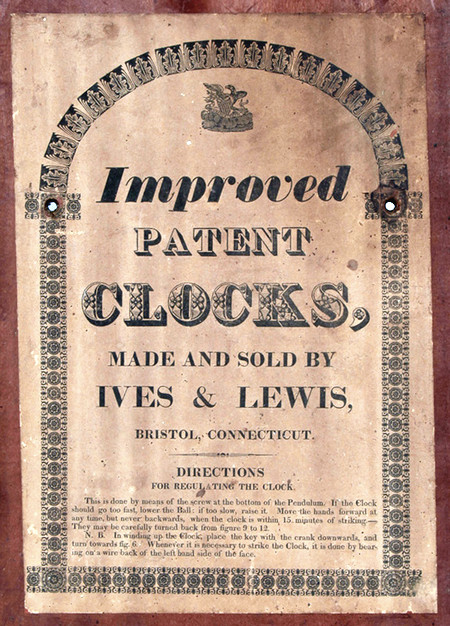 Improved
PATENT
CLOCKS,
MADE AND SOLD BY
IVES & LEWIS,
BRISTOL, CONNECTICUT.
DIRECTIONS
FOR REGULATING THE CLOCK.
This is done by means of the screw at the bottom of the Pendulum. If the Clock
should go too fast, lower the Ball: if too slow, raise it. Move the hands forward at
any time, but never backwards, when the clock is within 15 minutes of striking.—
They may be carefully turned back from figure 9 to 12.
N. B. In winding up the Clock, place the key with the crank downwards, and
turn towards fig. 6. Whenever it is necessary to strike the Clock, it is done by bear-
ing on a wire back of the left hand side of the face.